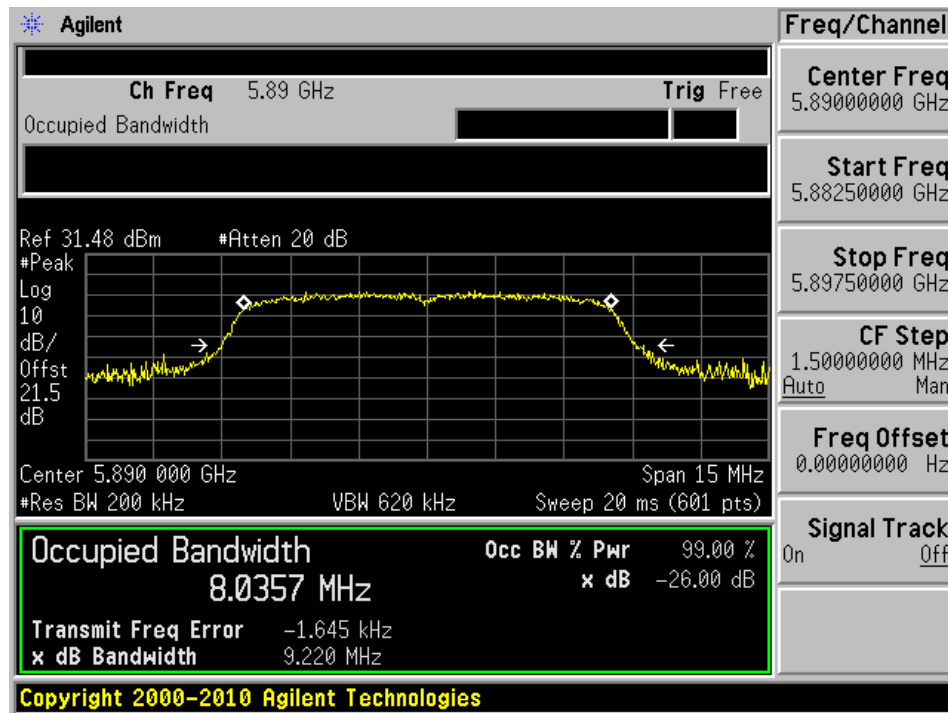 Agilent
Freq/Channel
Ch Freq 5.89 GHz Trig Free
Occupied Bandwidth
Center Freq
5.89000000 GHz
Start Freq
5.88250000 GHz
Stop Freq
5.89750000 GHz
CF Step
1.50000000 MHz
Auto Man
Freq Offset
0.00000000 Hz
Signal Track
On Off
Ref 31.48 dBm #Atten 20 dB
#Peak
Log
10
dB/
Offst
21.5
dB
Center 5.890 000 GHz Span 15 MHz
#Res BW 200 kHz VBW 620 kHz Sweep 20 ms (601 pts)
Occupied Bandwidth
8.0357 MHz
Occ BW % Pwr 99.00 %
x dB -26.00 dB
Transmit Freq Error -1.645 kHz
x dB Bandwidth 9.220 MHz
Copyright 2000-2010 Agilent Technologies